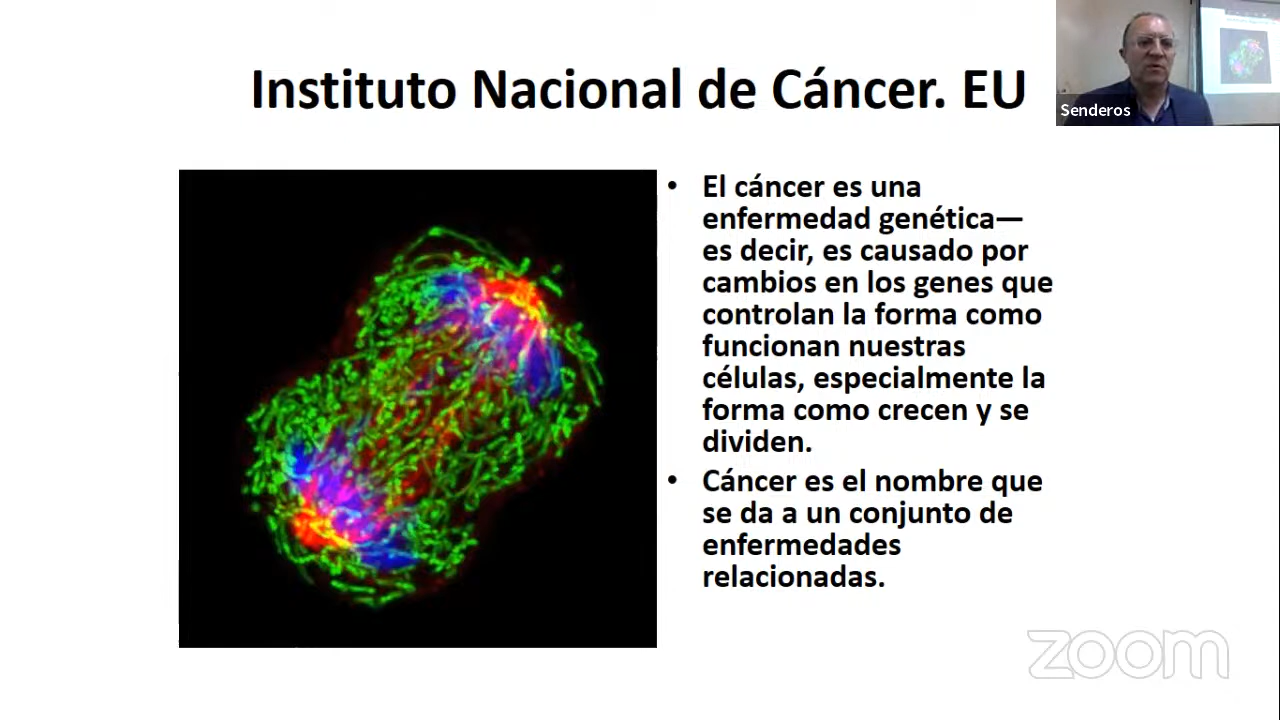 Instituto Nacional de Cáncer. EU
Senderos
• El cáncer es una
enfermedad genética—
es decir, es causado por
cambios en los genes que
controlan la forma como
funcionan nuestras
células, especialmente la
forma como crecen y se
dividen.
• Cáncer es el nombre que
se da a un conjunto de
enfermedades
relacionadas.
zoom